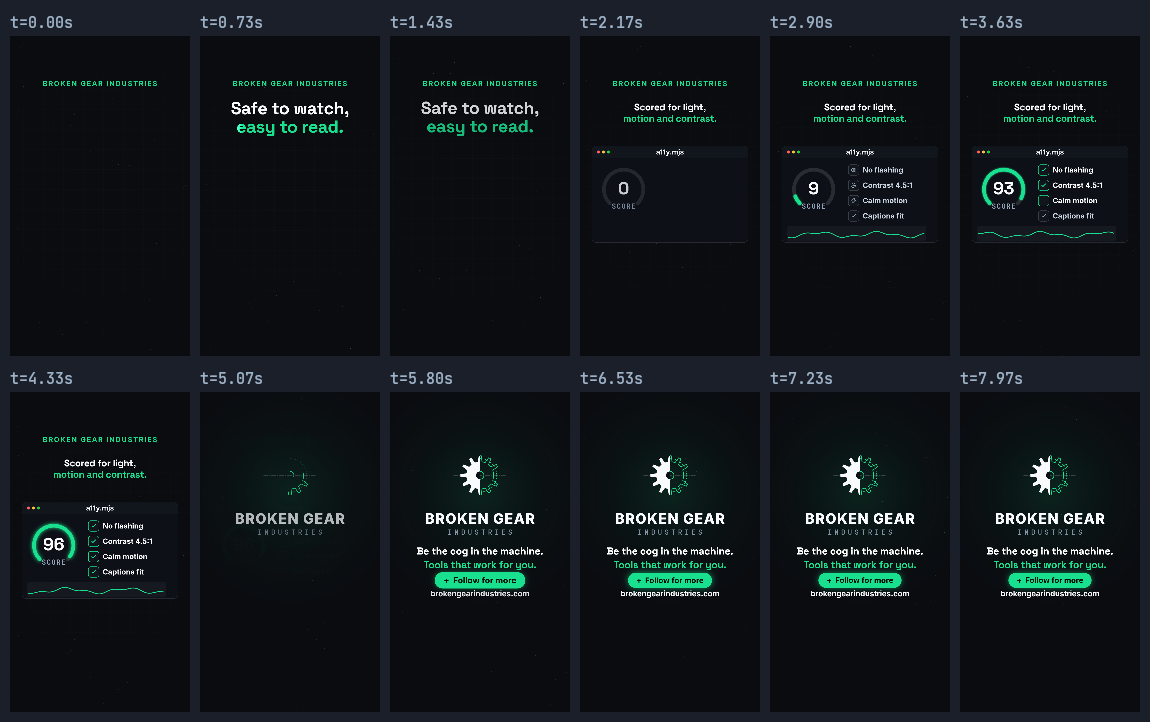 t=0.00s
BROKEN GEAR INDUSTRIES
t=0.73s
BROKEN GEAR INDUSTRIES
Safe to watch,
easy to read.
t=1.43s
BROKEN GEAR INDUSTRIES
Safe to watch,
easy to read.
t=2.17s
BROKEN GEAR INDUSTRIES
Scored for light,
motion and contrast.
a11y.mjs
0
SCORE
t=2.90s
BROKEN GEAR INDUSTRIES
Scored for light,
motion and contrast.
a11y.mjs
9
SCORE
No flashing
Contrast 4.5:1
Calm motion
Captions fit
t=3.63s
BROKEN GEAR INDUSTRIES
Scored for light,
motion and contrast.
a11y.mjs
93
SCORE
No flashing
Contrast 4.5:1
Calm motion
Captions fit
t=4.33s
BROKEN GEAR INDUSTRIES
Scored for light,
motion and contrast.
a11y.mjs
96
SCORE
No flashing
Contrast 4.5:1
Calm motion
Captions fit
t=5.07s
BROKEN GEAR
INDUSTRIES
t=5.80s
BROKEN GEAR
INDUSTRIES
Be the cog in the machine.
Tools that work for you.
+ Follow for more
brokengearindustries.com
t=6.53s
BROKEN GEAR
INDUSTRIES
Be the cog in the machine.
Tools that work for you.
+ Follow for more
brokengearindustries.com
t=7.23s
BROKEN GEAR
INDUSTRIES
Be the cog in the machine.
Tools that work for you.
+ Follow for more
brokengearindustries.com
t=7.97s
BROKEN GEAR
INDUSTRIES
Be the cog in the machine.
Tools that work for you.
+ Follow for more
brokengearindustries.com